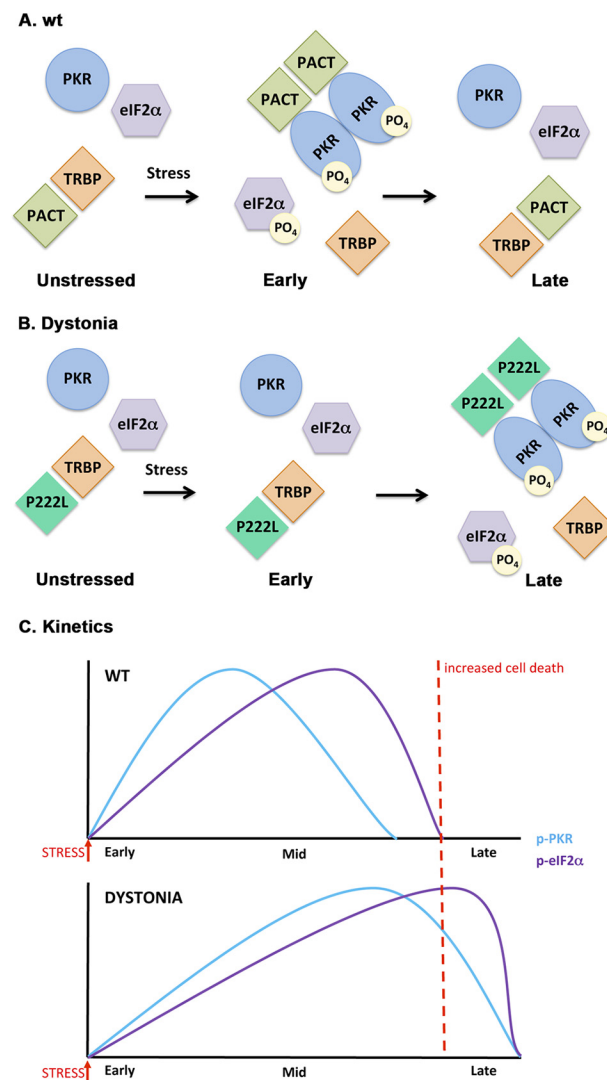 A. wt
PKR
eIF2α
TRBP
PACT
Stress
Unstressed
PACT
PACT
PKR
PO4
PKR
PO4
eIF2α
PO4
TRBP
Early
PKR
eIF2α
PACT
TRBP
Late
B. Dystonia
PKR
eIF2α
TRBP
P222L
Stress
Unstressed
PKR
eIF2α
TRBP
P222L
Early
P222L
P222L
PKR
PO4
PKR
PO4
eIF2α
PO4
TRBP
Late
C. Kinetics
WT
increased cell death
STRESS
Early
Mid
Late
p-PKR
p-eIF2α
DYSTONIA
STRESS
Early
Mid
Late